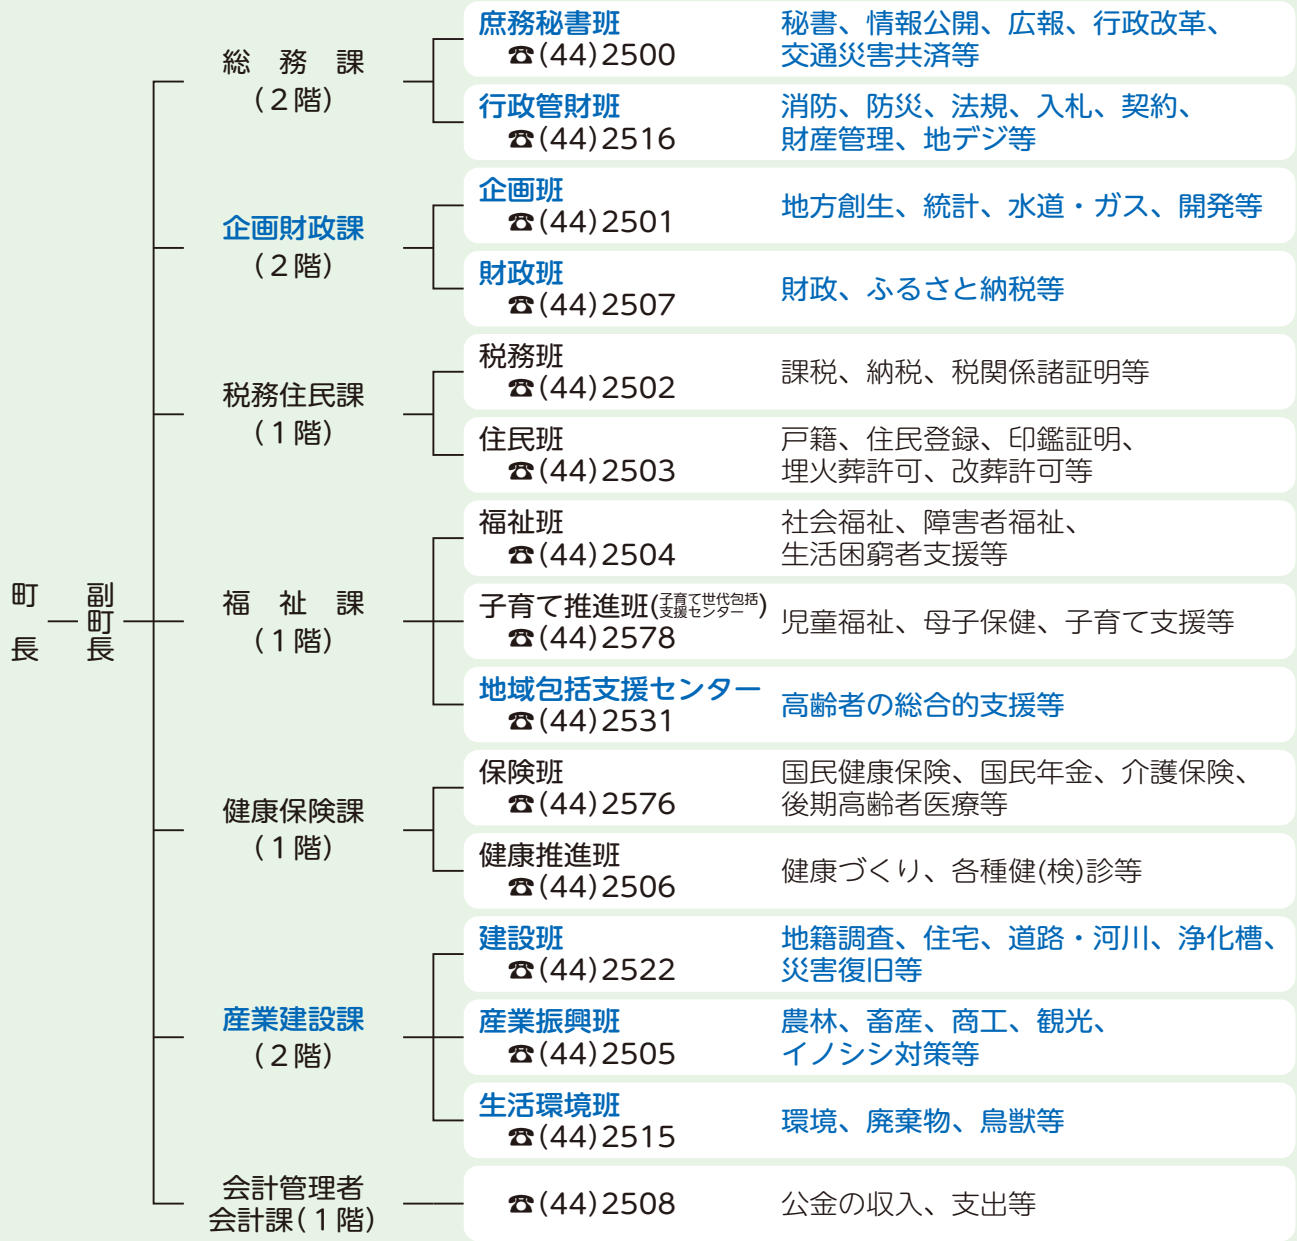 町長
副町長
総務課
(2階)
庶務秘書班
☎(44)2500
秘書、情報公開、広報、行政改革、
交通災害共済等
行政管財班
☎(44)2516
消防、防災、法規、入札、契約、
財産管理、地デジ等
企画財政課
(2階)
企画班
☎(44)2501
地方創生、統計、水道・ガス、開発等
財政班
☎(44)2507
財政、ふるさと納税等
税務住民課
(1階)
税務班
☎(44)2502
課税、納税、税関係諸証明等
住民班
☎(44)2503
戸籍、住民登録、印鑑証明、
埋火葬許可、改葬許可等
福祉課
(1階)
福祉班
☎(44)2504
社会福祉、障害者福祉、
生活困窮者支援等
子育て推進班(子育て世代包括支援センター)
☎(44)2578
児童福祉、母子保健、子育て支援等
地域包括支援センター
☎(44)2531
高齢者の総合的支援等
健康保険課
(1階)
保険班
☎(44)2576
国民健康保険、国民年金、介護保険、
後期高齢者医療等
健康推進班
☎(44)2506
健康づくり、各種健(検)診等
産業建設課
(2階)
建設班
☎(44)2522
地籍調査、住宅、道路・河川、浄化槽、
災害復旧等
産業振興班
☎(44)2505
農林、畜産、商工、観光、
イノシシ対策等
生活環境班
☎(44)2515
環境、廃棄物、鳥獣等
会計管理者
会計課(1階)
☎(44)2508
公金の収入、支出等